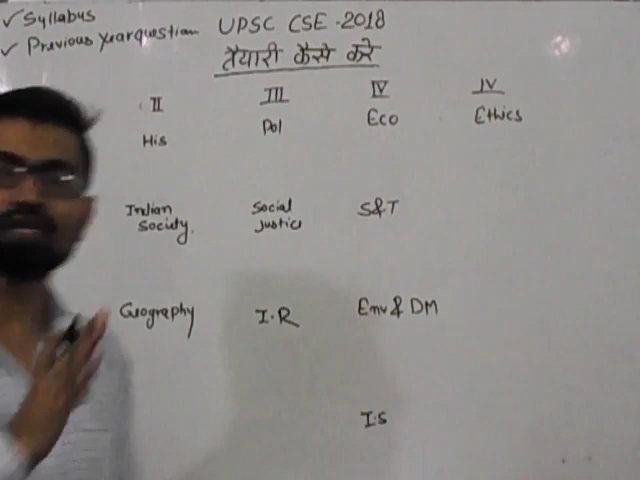 ✓ Syllabus
✓ Previous Year question
UPSC CSE - 2018
तैयारी कैसे करे
II III IV IV
His Pol Eco Ethics
Indian Society, Social Justice S&T
Geography I.R Env & DM
I.S